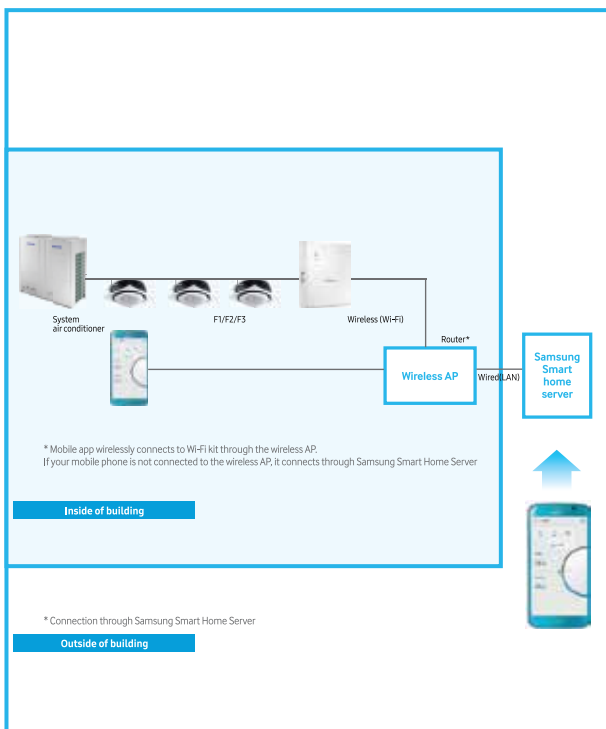 System
air conditioner
F1/F2/F3
Wireless (Wi-Fi)
Router*
Wireless AP
Wired(LAN)
Samsung
Smart
home
server
* Mobile app wirelessly connects to Wi-Fi kit through the wireless AP.
If your mobile phone is not connected to the wireless AP, it connects through Samsung Smart Home Server
Inside of building
* Connection through Samsung Smart Home Server
Outside of building